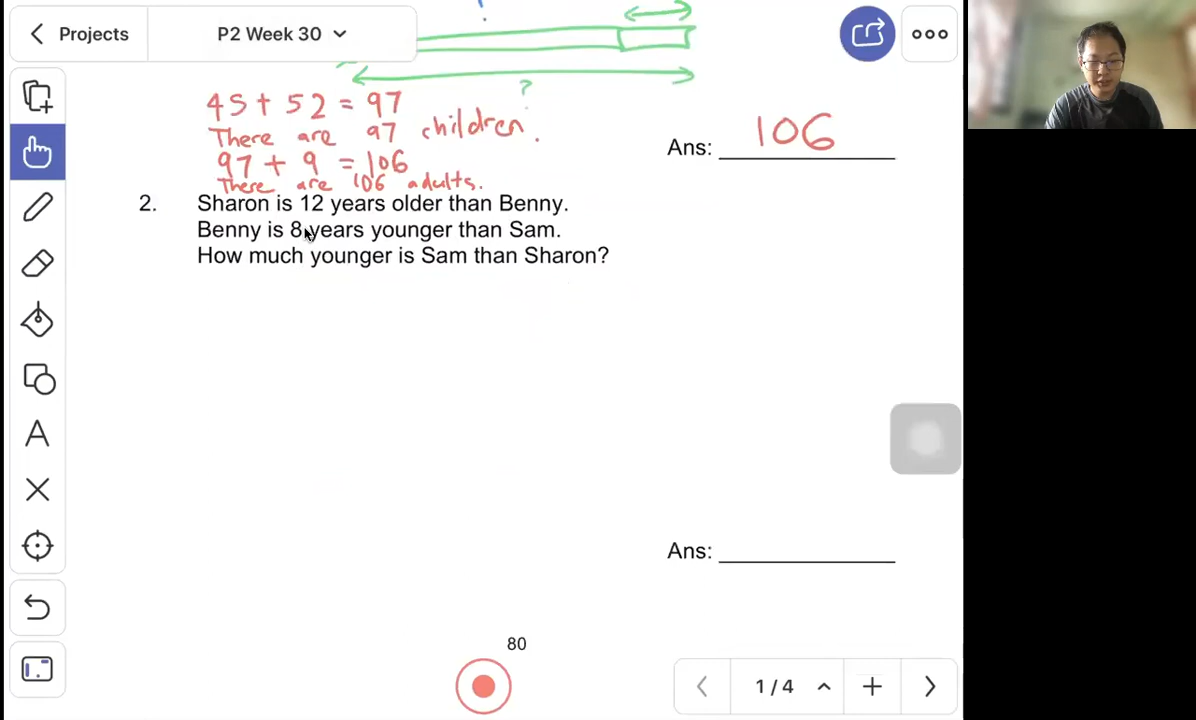 Projects
P2 Week 30
?
45 + 52 = 97
There are 97 children.
97 + 9 = 106
There are 106 adults.
Ans: 106
2. Sharon is 12 years older than Benny.
Benny is 8 years younger than Sam.
How much younger is Sam than Sharon?
Ans:
80
1 / 4